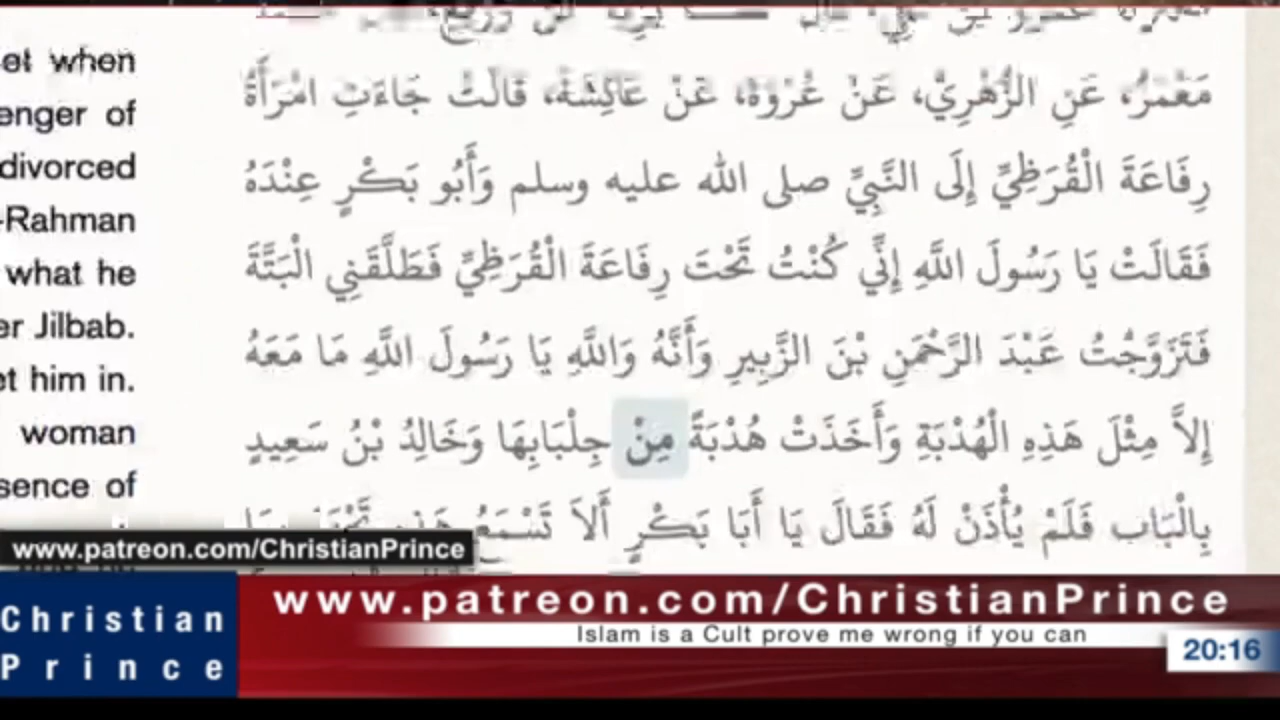 et when
enger of
divorced
-Rahman
what he
er Jilbab.
et him in.
woman
sence of
مَعْمَرٌ، عَنِ الزُّهْرِيِّ، عَنْ عُرْوَةَ، عَنْ عَائِشَةَ، قَالَتْ جَاءَتِ امْرَأَةُ
رِفَاعَةَ الْقُرَظِيِّ إِلَى النَّبِيِّ صلى الله عليه وسلم وَأَبُو بَكْرٍ عِنْدَهُ
فَقَالَتْ يَا رَسُولَ اللَّهِ إِنِّي كُنْتُ تَحْتَ رِفَاعَةَ الْقُرَظِيِّ فَطَلَّقَنِي الْبَتَّةَ
فَتَزَوَّجْتُ عَبْدَ الرَّحْمَنِ بْنَ الزَّبِيرِ وَأَنَّهُ وَاللَّهِ يَا رَسُولَ اللَّهِ مَا مَعَهُ
إِلاَّ مِثْلَ هَذِهِ الْهُدْبَةِ وَأَخَذَتْ هُدْبَةً مِنْ جِلْبَابِهَا وَخَالِدُ بْنُ سَعِيدٍ
بِالْبَابِ فَلَمْ يُأْذَنْ لَهُ فَقَالَ يَا أَبَا بَكْرٍ أَلاَ تَسْمَعُ هَذِهِ
www.patreon.com/ChristianPrince
Christian
Prince
www.patreon.com/ChristianPrince
Islam is a Cult prove me wrong if you can
20:16